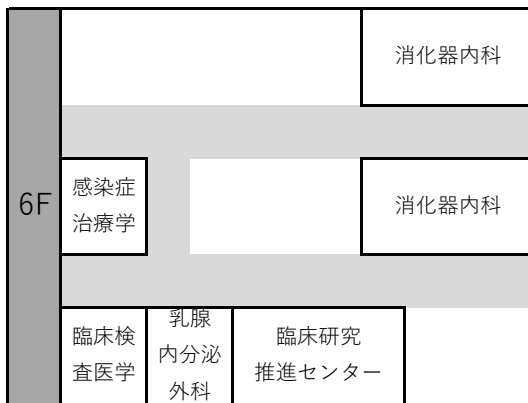 消化器内科
6F
感染症
治療学
消化器内科
臨床検
査医学
乳腺
内分泌
外科
臨床研究
推進センター